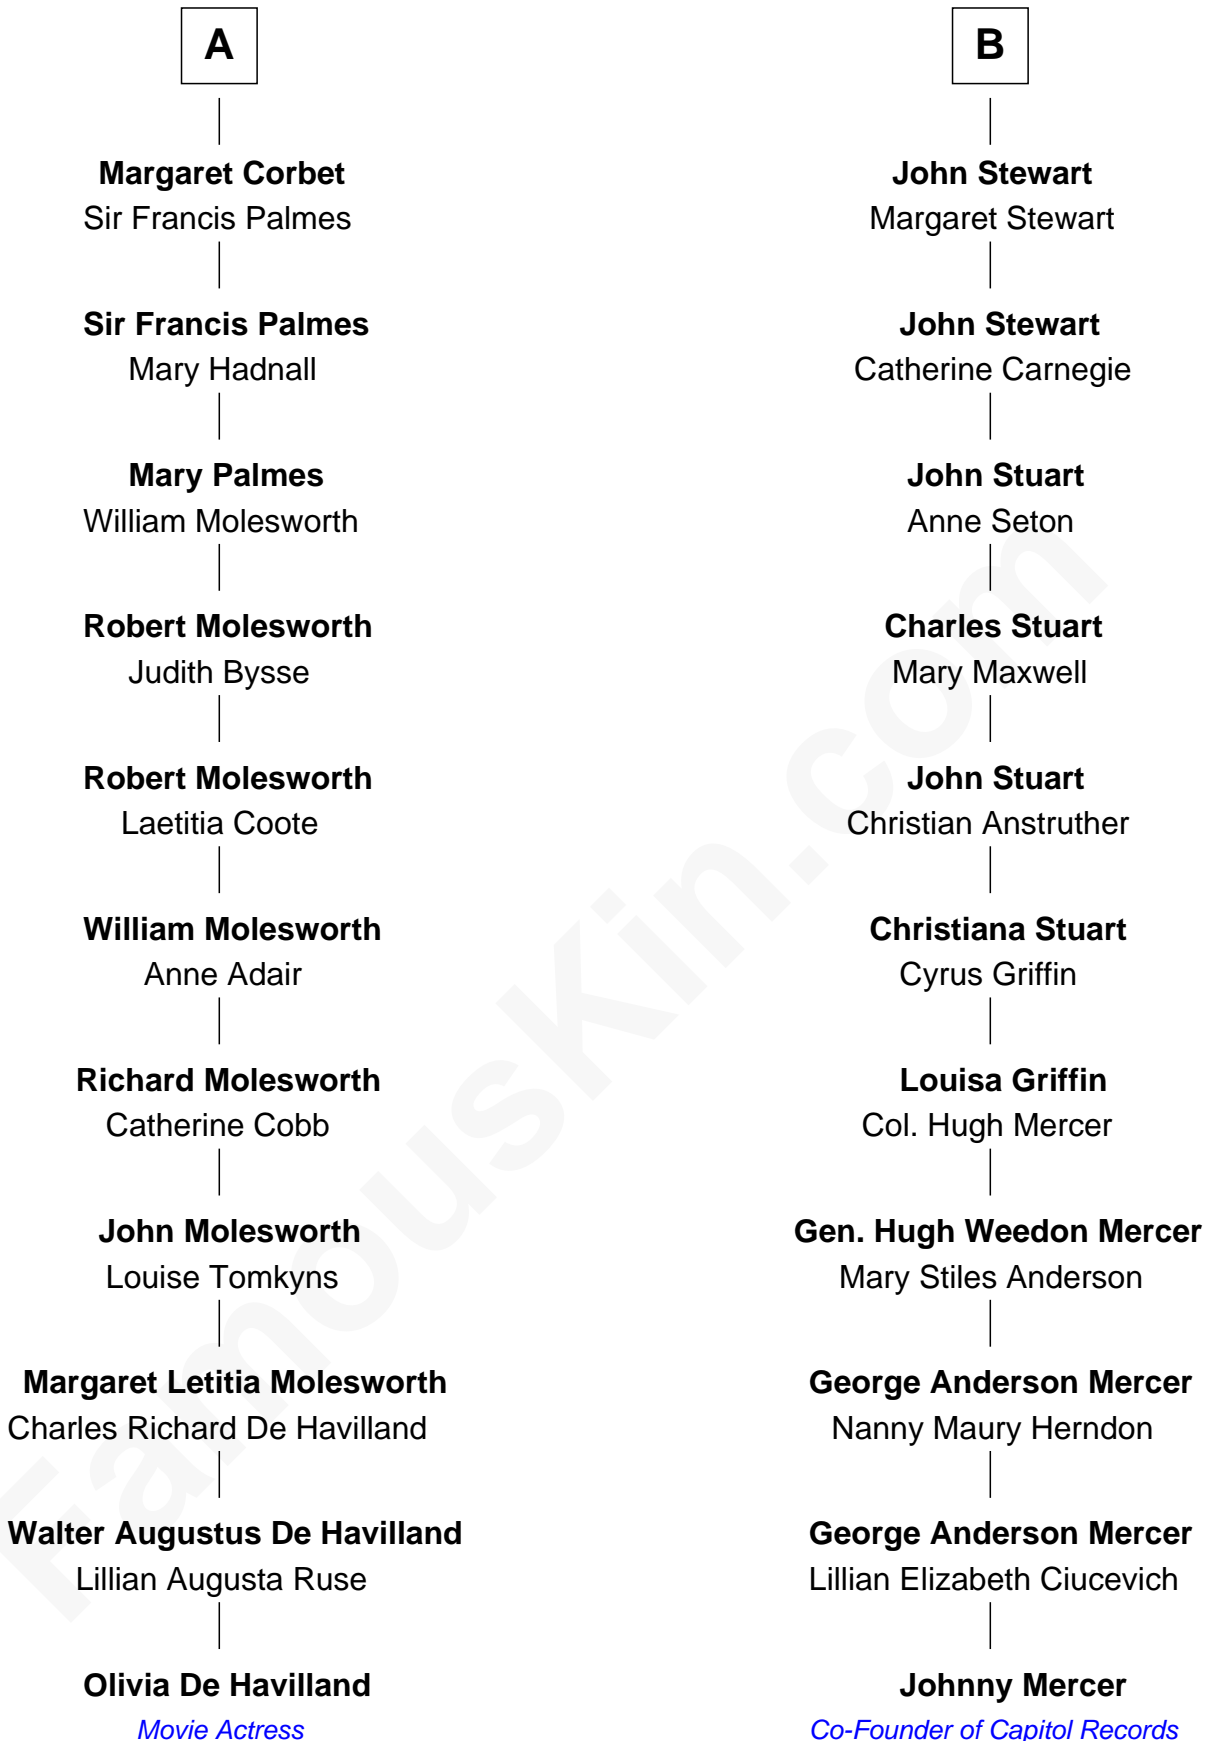 A
Margaret Corbet
Sir Francis Palmes
Sir Francis Palmes
Mary Hadnall
Mary Palmes
William Molesworth
Robert Molesworth
Judith Bysse
Robert Molesworth
Laetitia Coote
William Molesworth
Anne Adair
Richard Molesworth
Catherine Cobb
John Molesworth
Louise Tomkyns
Margaret Letitia Molesworth
Charles Richard De Havilland
Walter Augustus De Havilland
Lillian Augusta Ruse
Olivia De Havilland
Movie Actress
B
John Stewart
Margaret Stewart
John Stewart
Catherine Carnegie
John Stuart
Anne Seton
Charles Stuart
Mary Maxwell
John Stuart
Christian Anstruther
Christiana Stuart
Cyrus Griffin
Louisa Griffin
Col. Hugh Mercer
Gen. Hugh Weedon Mercer
Mary Stiles Anderson
George Anderson Mercer
Nanny Maury Herndon
George Anderson Mercer
Lillian Elizabeth Ciucevich
Johnny Mercer
Co-Founder of Capitol Records
FamousKin.com